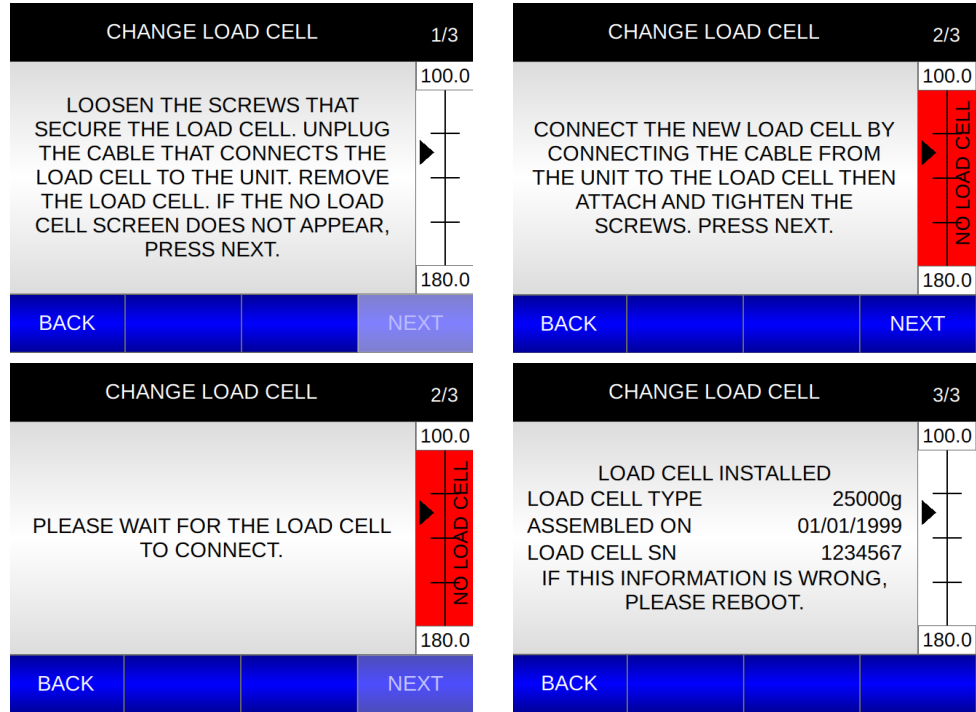 CHANGE LOAD CELL 1/3
100.0
LOOSEN THE SCREWS THAT
SECURE THE LOAD CELL. UNPLUG
THE CABLE THAT CONNECTS THE
LOAD CELL TO THE UNIT. REMOVE
THE LOAD CELL. IF THE NO LOAD
CELL SCREEN DOES NOT APPEAR,
PRESS NEXT.
180.0
BACK NEXT
CHANGE LOAD CELL 2/3
100.0
CONNECT THE NEW LOAD CELL BY
CONNECTING THE CABLE FROM
THE UNIT TO THE LOAD CELL THEN
ATTACH AND TIGHTEN THE
SCREWS. PRESS NEXT.
NO LOAD CELL
180.0
BACK NEXT
CHANGE LOAD CELL 2/3
100.0
PLEASE WAIT FOR THE LOAD CELL
TO CONNECT.
NO LOAD CELL
180.0
BACK NEXT
CHANGE LOAD CELL 3/3
100.0
LOAD CELL INSTALLED
LOAD CELL TYPE 25000g
ASSEMBLED ON 01/01/1999
LOAD CELL SN 1234567
IF THIS INFORMATION IS WRONG,
PLEASE REBOOT.
180.0
BACK